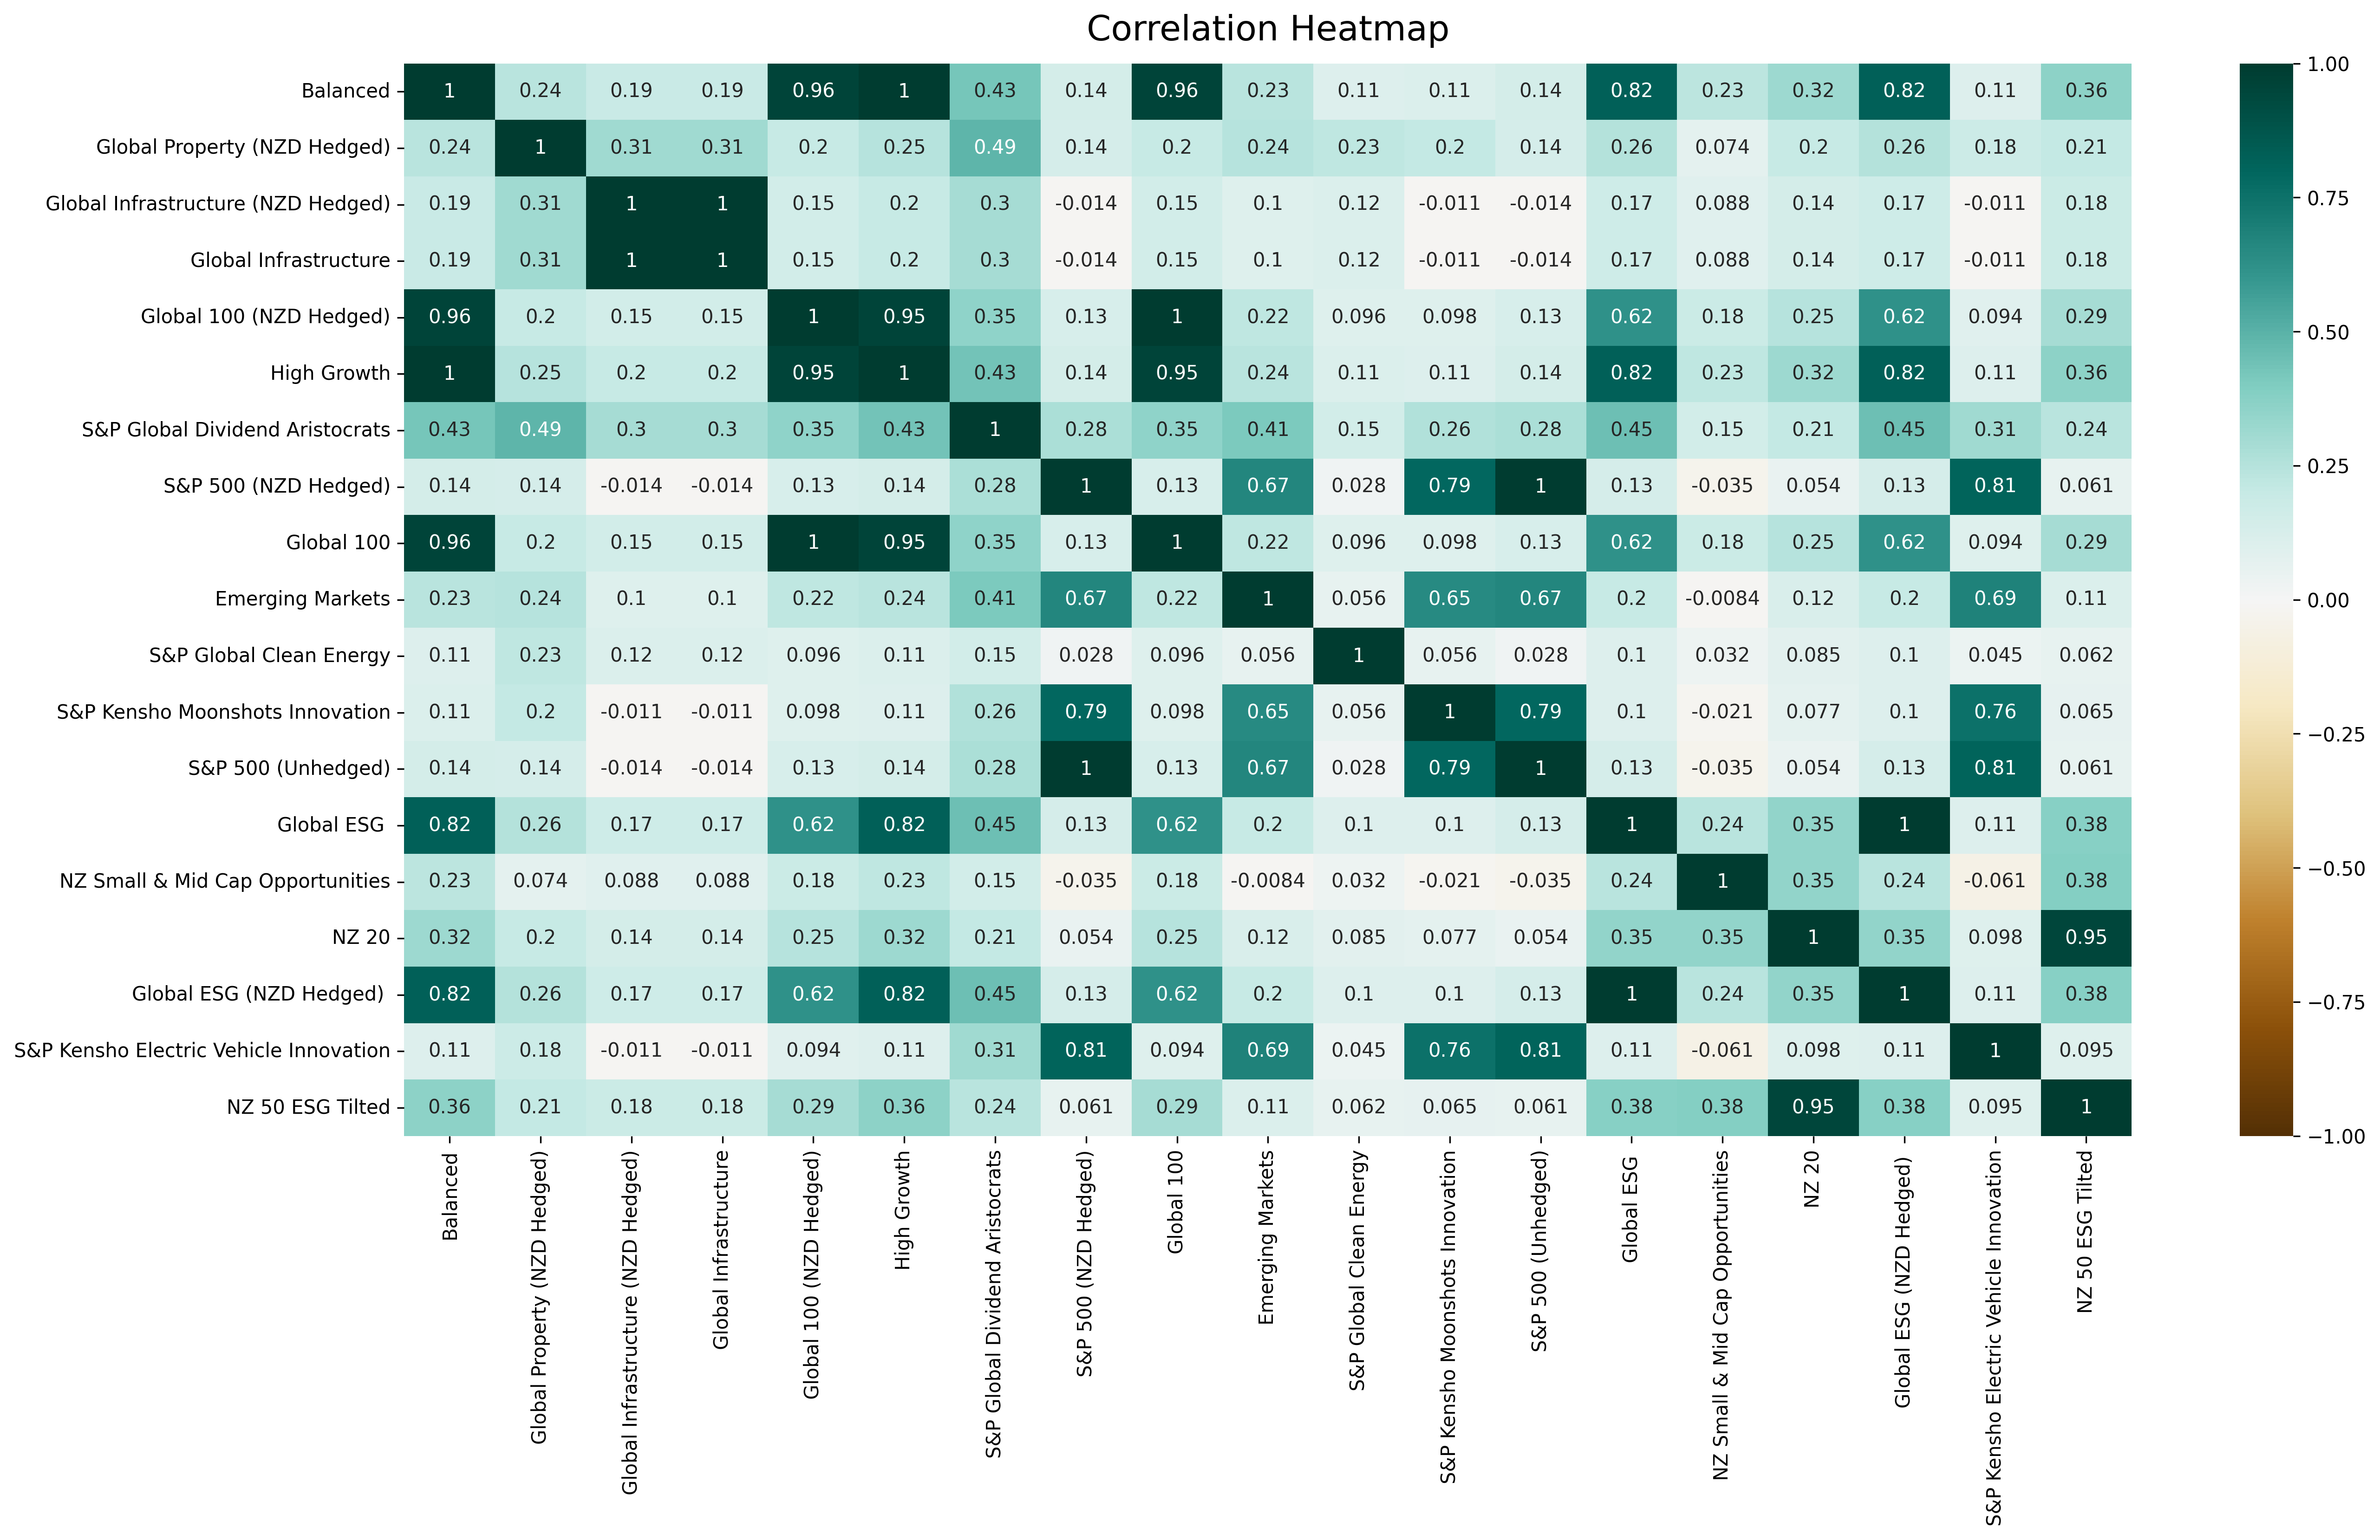 Correlation Heatmap
Balanced 1 0.24 0.19 0.19 0.96 1 0.43 0.14 0.96 0.23 0.11 0.11 0.14 0.82 0.23 0.32 0.82 0.11 0.36
Global Property (NZD Hedged) 0.24 1 0.31 0.31 0.2 0.25 0.49 0.14 0.2 0.24 0.23 0.2 0.14 0.26 0.074 0.2 0.26 0.18 0.21
Global Infrastructure (NZD Hedged) 0.19 0.31 1 1 0.15 0.2 0.3 -0.014 0.15 0.1 0.12 -0.011 -0.014 0.17 0.088 0.14 0.17 -0.011 0.18
Global Infrastructure 0.19 0.31 1 1 0.15 0.2 0.3 -0.014 0.15 0.1 0.12 -0.011 -0.014 0.17 0.088 0.14 0.17 -0.011 0.18
Global 100 (NZD Hedged) 0.96 0.2 0.15 0.15 1 0.95 0.35 0.13 1 0.22 0.096 0.098 0.13 0.62 0.18 0.25 0.62 0.094 0.29
High Growth 1 0.25 0.2 0.2 0.95 1 0.43 0.14 0.95 0.24 0.11 0.11 0.14 0.82 0.23 0.32 0.82 0.11 0.36
S&P Global Dividend Aristocrats 0.43 0.49 0.3 0.3 0.35 0.43 1 0.28 0.35 0.41 0.15 0.26 0.28 0.45 0.15 0.21 0.45 0.31 0.24
S&P 500 (NZD Hedged) 0.14 0.14 -0.014 -0.014 0.13 0.14 0.28 1 0.13 0.67 0.028 0.79 1 0.13 -0.035 0.054 0.13 0.81 0.061
Global 100 0.96 0.2 0.15 0.15 1 0.95 0.35 0.13 1 0.22 0.096 0.098 0.13 0.62 0.18 0.25 0.62 0.094 0.29
Emerging Markets 0.23 0.24 0.1 0.1 0.22 0.24 0.41 0.67 0.22 1 0.056 0.65 0.67 0.2 -0.0084 0.12 0.2 0.69 0.11
S&P Global Clean Energy 0.11 0.23 0.12 0.12 0.096 0.11 0.15 0.028 0.096 0.056 1 0.056 0.028 0.1 0.032 0.085 0.1 0.045 0.062
S&P Kensho Moonshots Innovation 0.11 0.2 -0.011 -0.011 0.098 0.11 0.26 0.79 0.098 0.65 0.056 1 0.79 0.1 -0.021 0.077 0.1 0.76 0.065
S&P 500 (Unhedged) 0.14 0.14 -0.014 -0.014 0.13 0.14 0.28 1 0.13 0.67 0.028 0.79 1 0.13 -0.035 0.054 0.13 0.81 0.061
Global ESG 0.82 0.26 0.17 0.17 0.62 0.82 0.45 0.13 0.62 0.2 0.1 0.1 0.13 1 0.24 0.35 1 0.11 0.38
NZ Small & Mid Cap Opportunities 0.23 0.074 0.088 0.088 0.18 0.23 0.15 -0.035 0.18 -0.0084 0.032 -0.021 -0.035 0.24 1 0.35 0.24 -0.061 0.38
NZ 20 0.32 0.2 0.14 0.14 0.25 0.32 0.21 0.054 0.25 0.12 0.085 0.077 0.054 0.35 0.35 1 0.35 0.098 0.95
Global ESG (NZD Hedged) 0.82 0.26 0.17 0.17 0.62 0.82 0.45 0.13 0.62 0.2 0.1 0.1 0.13 1 0.24 0.35 1 0.11 0.38
S&P Kensho Electric Vehicle Innovation 0.11 0.18 -0.011 -0.011 0.094 0.11 0.31 0.81 0.094 0.69 0.045 0.76 0.81 0.11 -0.061 0.098 0.11 1 0.095
NZ 50 ESG Tilted 0.36 0.21 0.18 0.18 0.29 0.36 0.24 0.061 0.29 0.11 0.062 0.065 0.061 0.38 0.38 0.95 0.38 0.095 1
Balanced
Global Property (NZD Hedged)
Global Infrastructure (NZD Hedged)
Global Infrastructure
Global 100 (NZD Hedged)
High Growth
S&P Global Dividend Aristocrats
S&P 500 (NZD Hedged)
Global 100
Emerging Markets
S&P Global Clean Energy
S&P Kensho Moonshots Innovation
S&P 500 (Unhedged)
Global ESG
NZ Small & Mid Cap Opportunities
NZ 20
Global ESG (NZD Hedged)
S&P Kensho Electric Vehicle Innovation
NZ 50 ESG Tilted
1.00
0.75
0.50
0.25
0.00
−0.25
−0.50
−0.75
−1.00